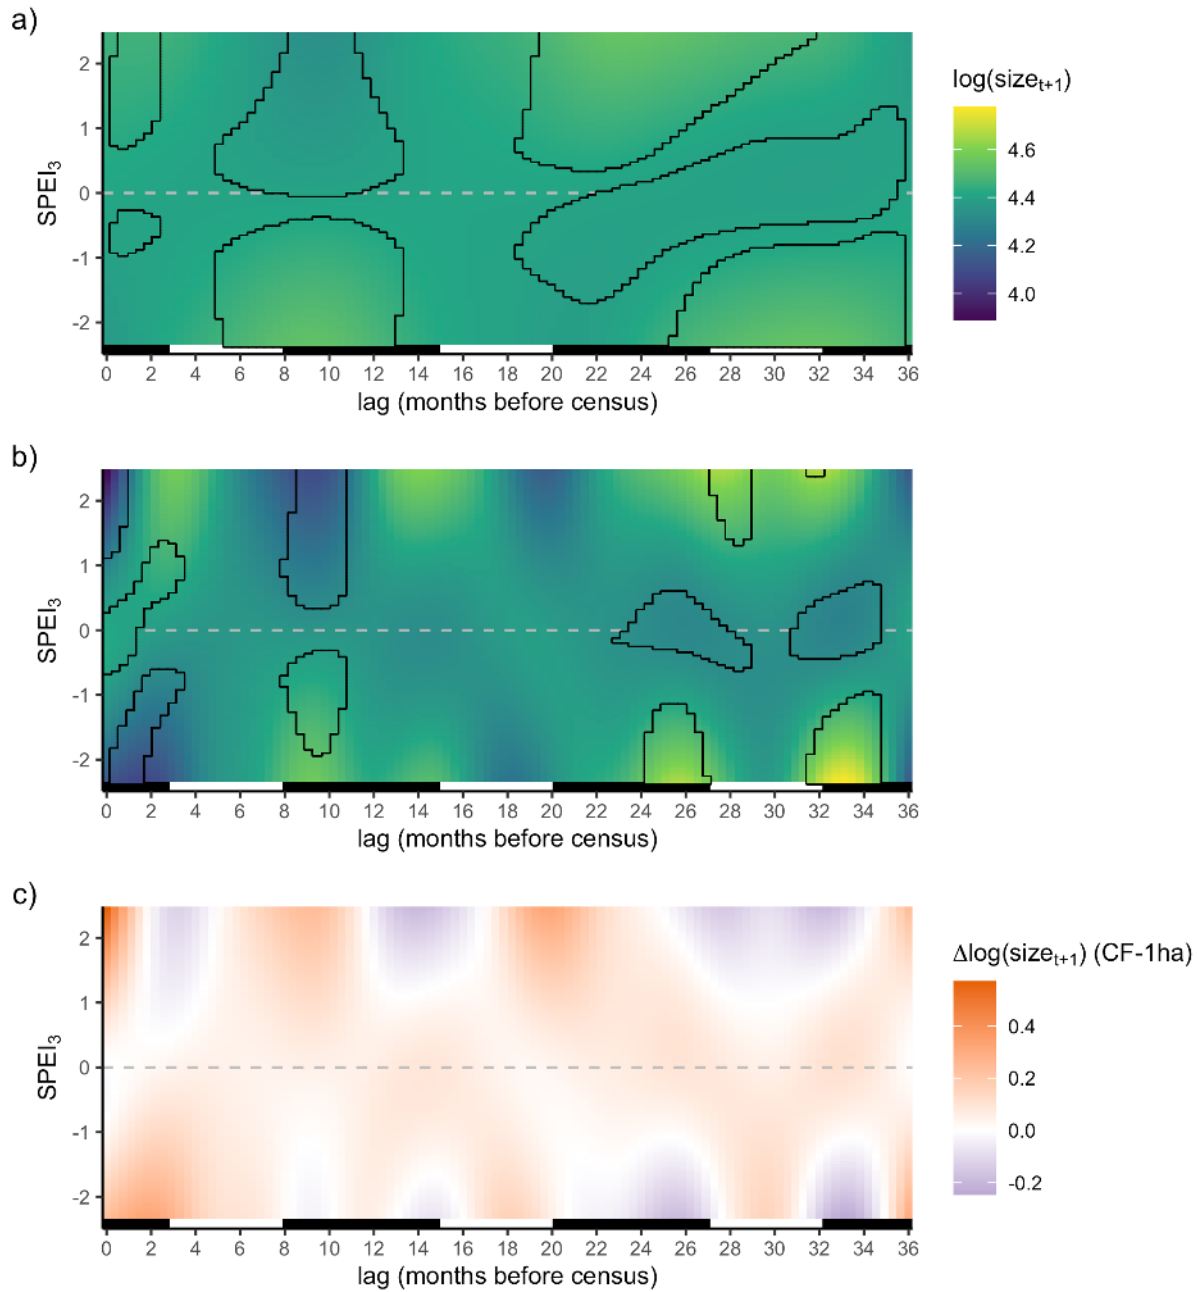 a)
2
1
0
-1
-2
SPEI₃
0 2 4 6 8 10 12 14 16 18 20 22 24 26 28 30 32 34 36
lag (months before census)
log(sizeₜ₊₁)
4.6
4.4
4.2
4.0
b)
2
1
0
-1
-2
SPEI₃
0 2 4 6 8 10 12 14 16 18 20 22 24 26 28 30 32 34 36
lag (months before census)
c)
2
1
0
-1
-2
SPEI₃
0 2 4 6 8 10 12 14 16 18 20 22 24 26 28 30 32 34 36
lag (months before census)
Δlog(sizeₜ₊₁) (CF-1ha)
0.4
0.2
0.0
-0.2